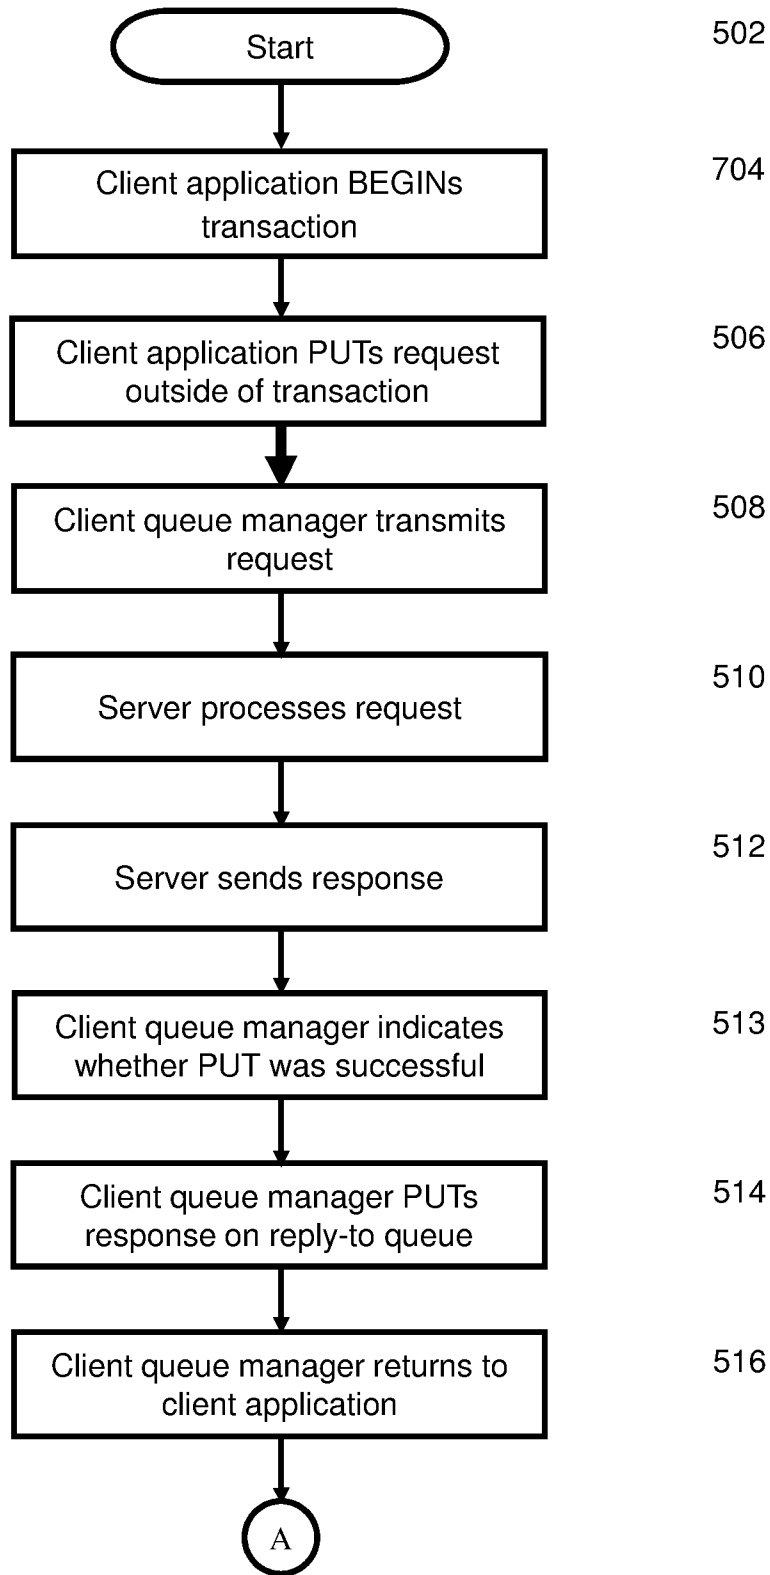 Start
502
Client application BEGINs
transaction
704
Client application PUTs request
outside of transaction
506
Client queue manager transmits
request
508
Server processes request
510
Server sends response
512
Client queue manager indicates
whether PUT was successful
513
Client queue manager PUTs
response on reply-to queue
514
Client queue manager returns to
client application
516
A